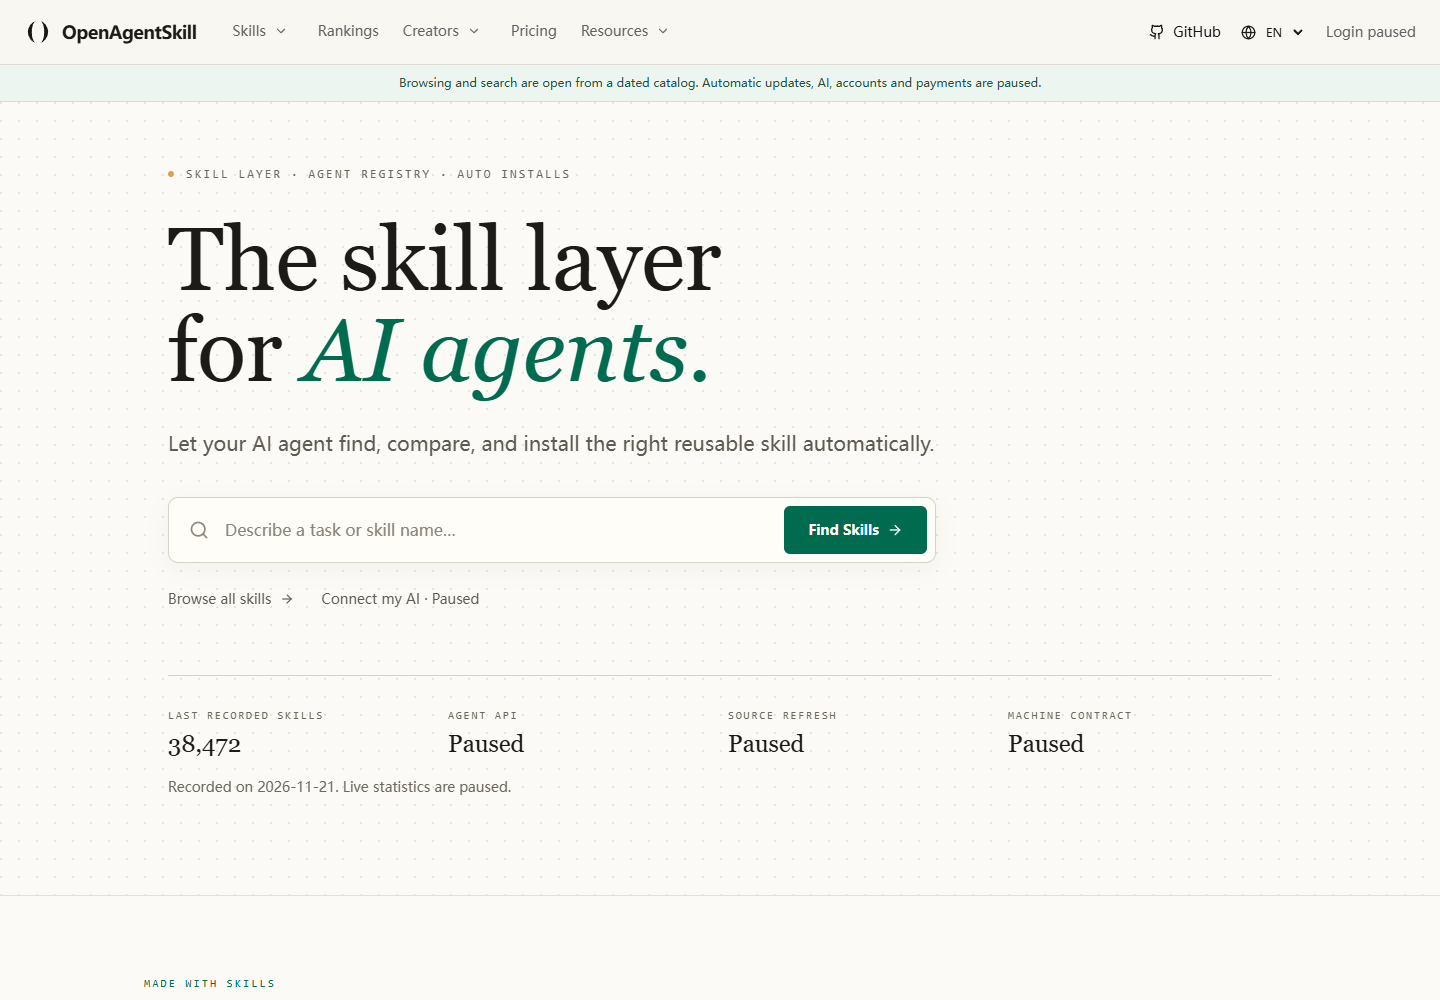 OpenAgentSkill Skills Rankings Creators Pricing Resources GitHub EN Login paused
Browsing and search are open from a dated catalog. Automatic updates, AI, accounts and payments are paused.
SKILL LAYER · AGENT REGISTRY · AUTO INSTALLS
The skill layer
for AI agents.
Let your AI agent find, compare, and install the right reusable skill automatically.
Describe a task or skill name... Find Skills →
Browse all skills → Connect my AI · Paused
LAST RECORDED SKILLS AGENT API SOURCE REFRESH MACHINE CONTRACT
38,472 Paused Paused Paused
Recorded on 2026-11-21. Live statistics are paused.
MADE WITH SKILLS